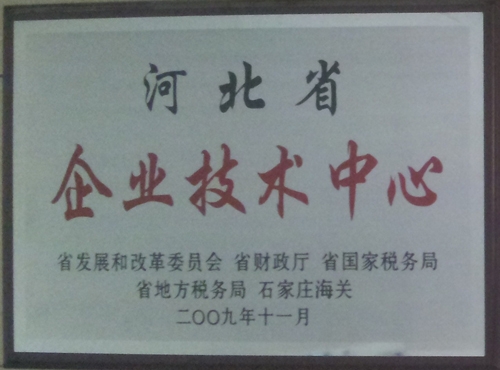 河北省
企业技术中心
省发展和改革委员会 省财政厅 省国家税务局
省地方税务局 石家庄海关
二〇〇九年十一月